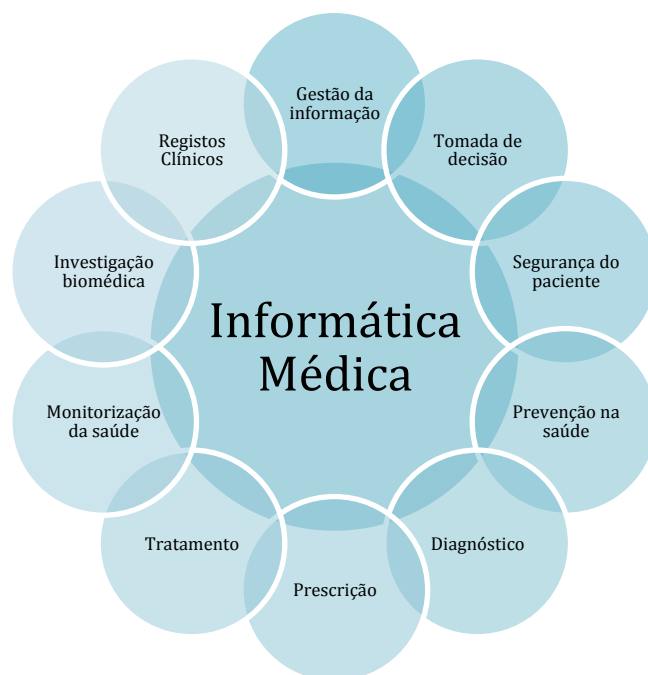 Gestão da
informação
Tomada de
decisão
Segurança do
paciente
Prevenção na
saúde
Diagnóstico
Prescrição
Tratamento
Monitorização
da saúde
Investigação
biomédica
Registos
Clínicos
Informática
Médica